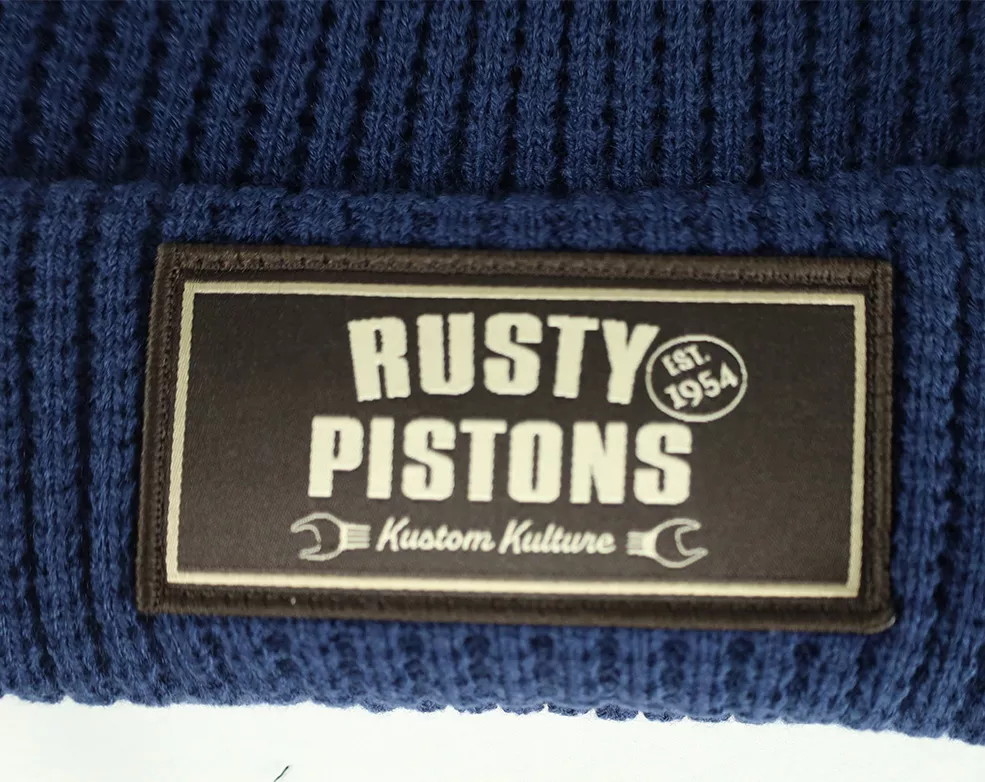 RUSTY
EST.
1954
PISTONS
Kustom Kulture